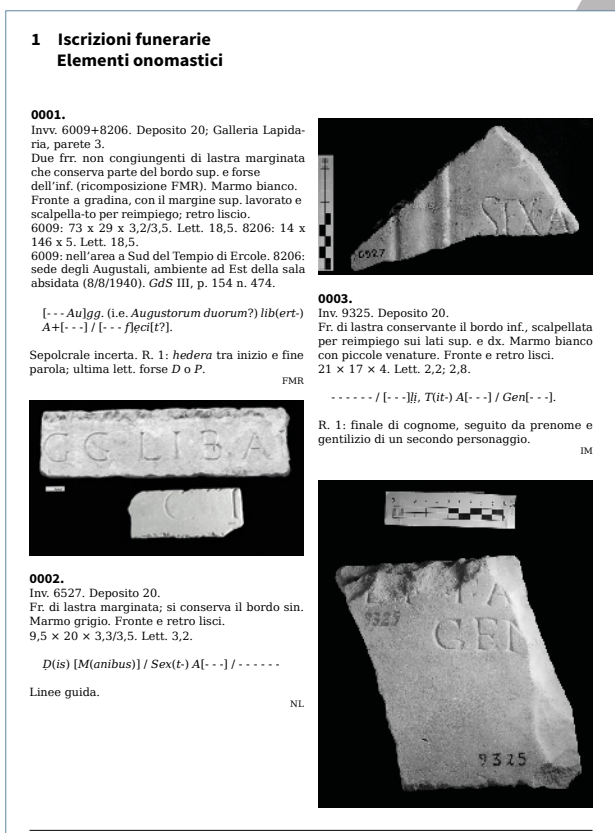 1 Iscrizioni funerarie
Elementi onomastici
0001.
Invv. 6009+8206. Deposito 20; Galleria Lapida-
ria, parete 3.
Due frr. non congiungenti di lastra marginata
che conserva parte del bordo sup. e forse
dell'inf. (ricomposizione FMR). Marmo bianco.
Fronte a gradina, con il margine sup. lavorato e
scalpella-to per reimpiego; retro liscio.
6009: 73 x 29 x 3,2/3,5. Lett. 18,5. 8206: 14 x
146 x 5. Lett. 18,5.
6009: nell'area a Sud del Tempio di Ercole. 8206:
sede degli Augustali, ambiente ad Est della sala
absidata (8/8/1940). GdS III, p. 154 n. 474.
[- - - Au]gg. (i.e. Augustorum duorum?) lib(ert-)
A+[- - -] / [- - - f]ẹci[t?].
Sepolcrale incerta. R. 1: hedera tra inizio e fine
parola; ultima lett. forse D o P.
FMR
GG LIBA
0002.
Inv. 6527. Deposito 20.
Fr. di lastra marginata; si conserva il bordo sin.
Marmo grigio. Fronte e retro lisci.
9,5 × 20 × 3,3/3,5. Lett. 3,2.
Ḍ(is) [M(anibus)] / Sex(t-) A[- - -] / - - - - - -
Linee guida.
NL
SEX A
6527
0003.
Inv. 9325. Deposito 20.
Fr. di lastra conservante il bordo inf., scalpellata
per reimpiego sui lati sup. e dx. Marmo bianco
con piccole venature. Fronte e retro lisci.
21 × 17 × 4. Lett. 2,2; 2,8.
- - - - - - / [- - -]ḷị, T(it-) A[- - -] / Gen[- - -].
R. 1: finale di cognome, seguito da prenome e
gentilizio di un secondo personaggio.
IM
9325
GEN
9325